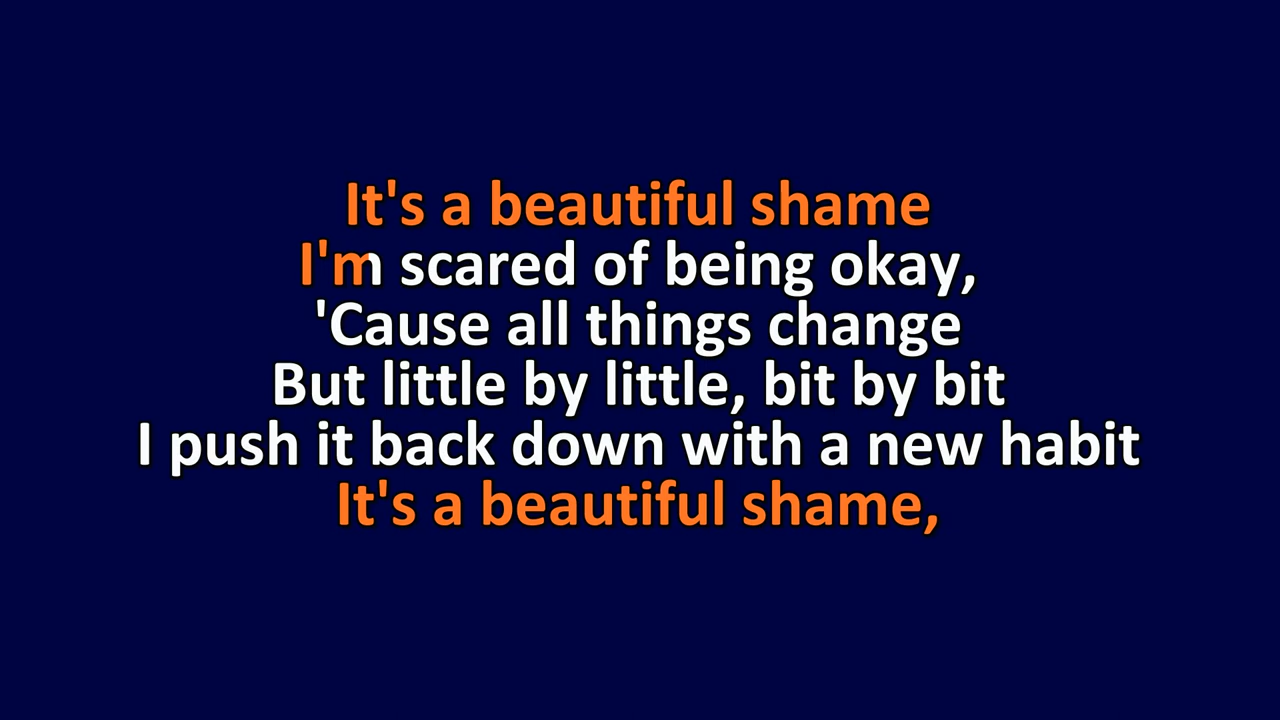 It's a beautiful shame
I'm scared of being okay,
'Cause all things change
But little by little, bit by bit
I push it back down with a new habit
It's a beautiful shame,